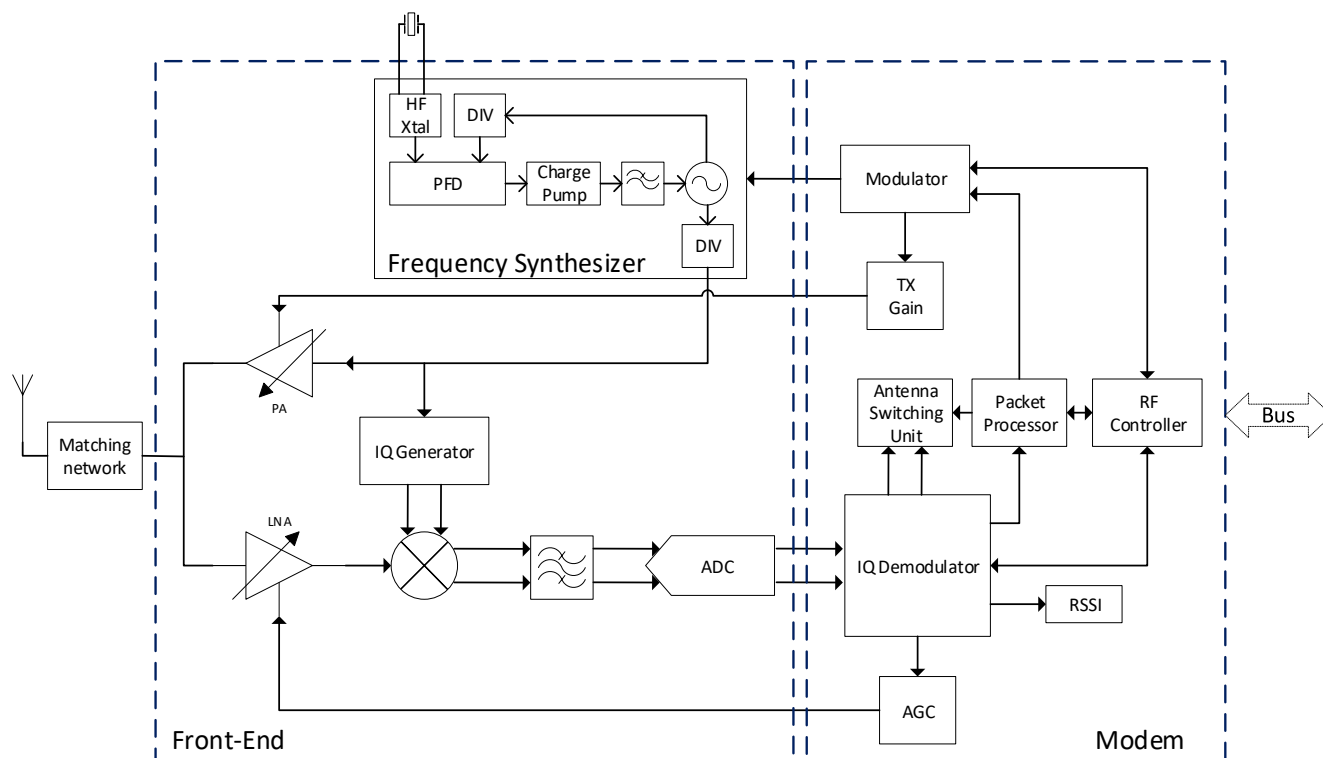 HF
Xtal
DIV
PFD
Charge
Pump
DIV
Frequency Synthesizer
Modulator
TX
Gain
PA
Antenna
Switching
Unit
Packet
Processor
RF
Controller
Bus
Matching
network
IQ Generator
LNA
ADC
IQ Demodulator
RSSI
AGC
Front-End
Modem